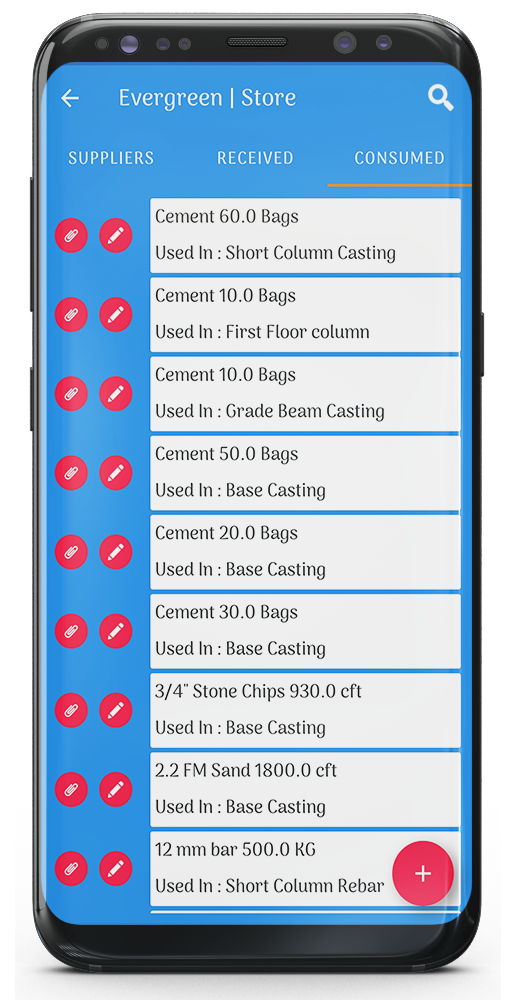 Evergreen | Store
SUPPLIERS RECEIVED CONSUMED
Cement 60.0 Bags
Used In : Short Column Casting
Cement 10.0 Bags
Used In : First Floor column
Cement 10.0 Bags
Used In : Grade Beam Casting
Cement 50.0 Bags
Used In : Base Casting
Cement 20.0 Bags
Used In : Base Casting
Cement 30.0 Bags
Used In : Base Casting
3/4" Stone Chips 930.0 cft
Used In : Base Casting
2.2 FM Sand 1800.0 cft
Used In : Base Casting
12 mm bar 500.0 KG
Used In : Short Column Rebar